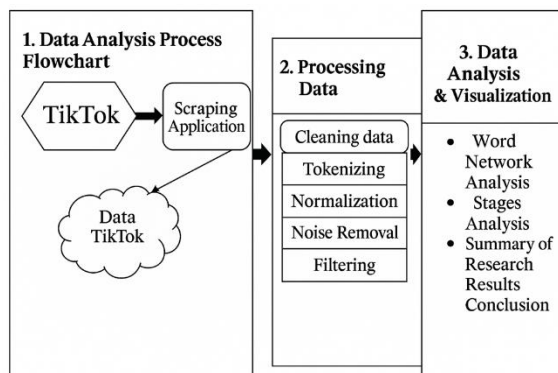 1. Data Analysis Process
Flowchart
TikTok
Scraping
Application
Data
TikTok
2. Processing
Data
Cleaning data
Tokenizing
Normalization
Noise Removal
Filtering
3. Data
Analysis
& Visualization
• Word
Network
Analysis
• Stages
Analysis
• Summary of
Research
Results
Conclusion